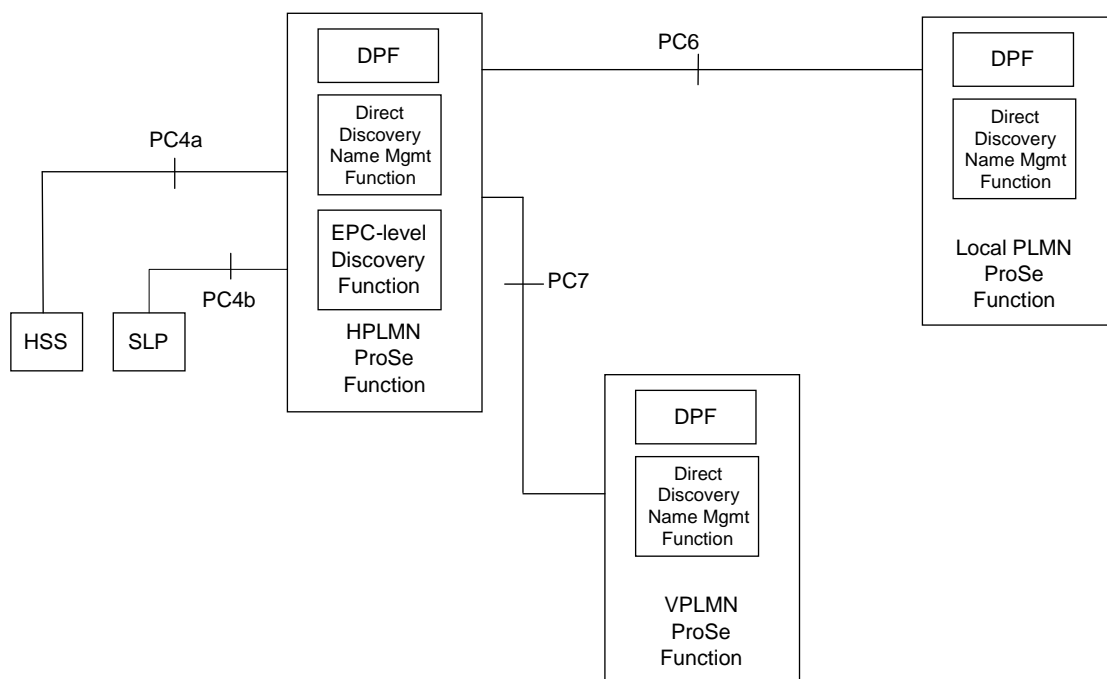 DPF
Direct
Discovery
Name Mgmt
Function
EPC-level
Discovery
Function
HPLMN
ProSe
Function
PC4a
PC4b
HSS
SLP
PC6
PC7
DPF
Direct
Discovery
Name Mgmt
Function
Local PLMN
ProSe
Function
DPF
Direct
Discovery
Name Mgmt
Function
VPLMN
ProSe
Function